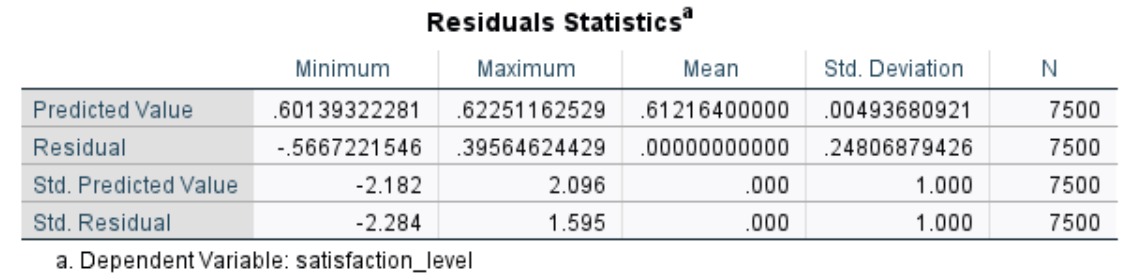 Residuals Statisticsa
Minimum Maximum Mean Std. Deviation N
Predicted Value .60139322281 .62251162529 .61216400000 .00493680921 7500
Residual -.5667221546 .39564624429 .00000000000 .24806879426 7500
Std. Predicted Value -2.182 2.096 .000 1.000 7500
Std. Residual -2.284 1.595 .000 1.000 7500
a. Dependent Variable: satisfaction_level